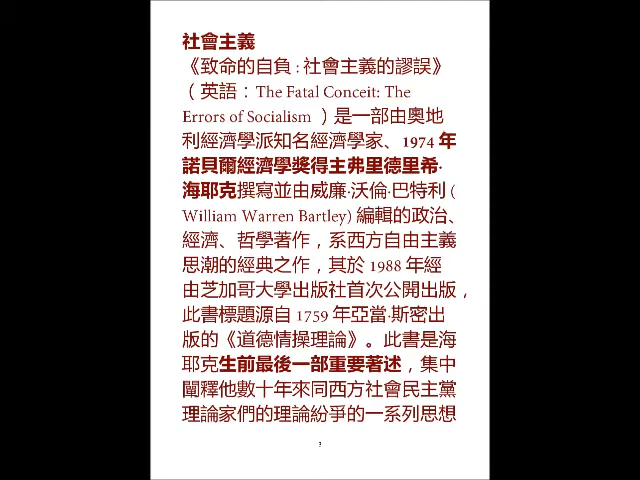 社會主義
《致命的自負:社會主義的謬誤》
（英語：The Fatal Conceit: The
Errors of Socialism ）是一部由奧地
利經濟學派知名經濟學家、1974 年
諾貝爾經濟學獎得主弗里德里希·
海耶克撰寫並由威廉·沃倫·巴特利 (
William Warren Bartley) 編輯的政治、
經濟、哲學著作，系西方自由主義
思潮的經典之作，其於 1988 年經
由芝加哥大學出版社首次公開出版，
此書標題源自 1759 年亞當·斯密出
版的《道德情操理論》。此書是海
耶克生前最後一部重要著述，集中
闡釋他數十年來同西方社會民主黨
理論家們的理論紛爭的一系列思想
3